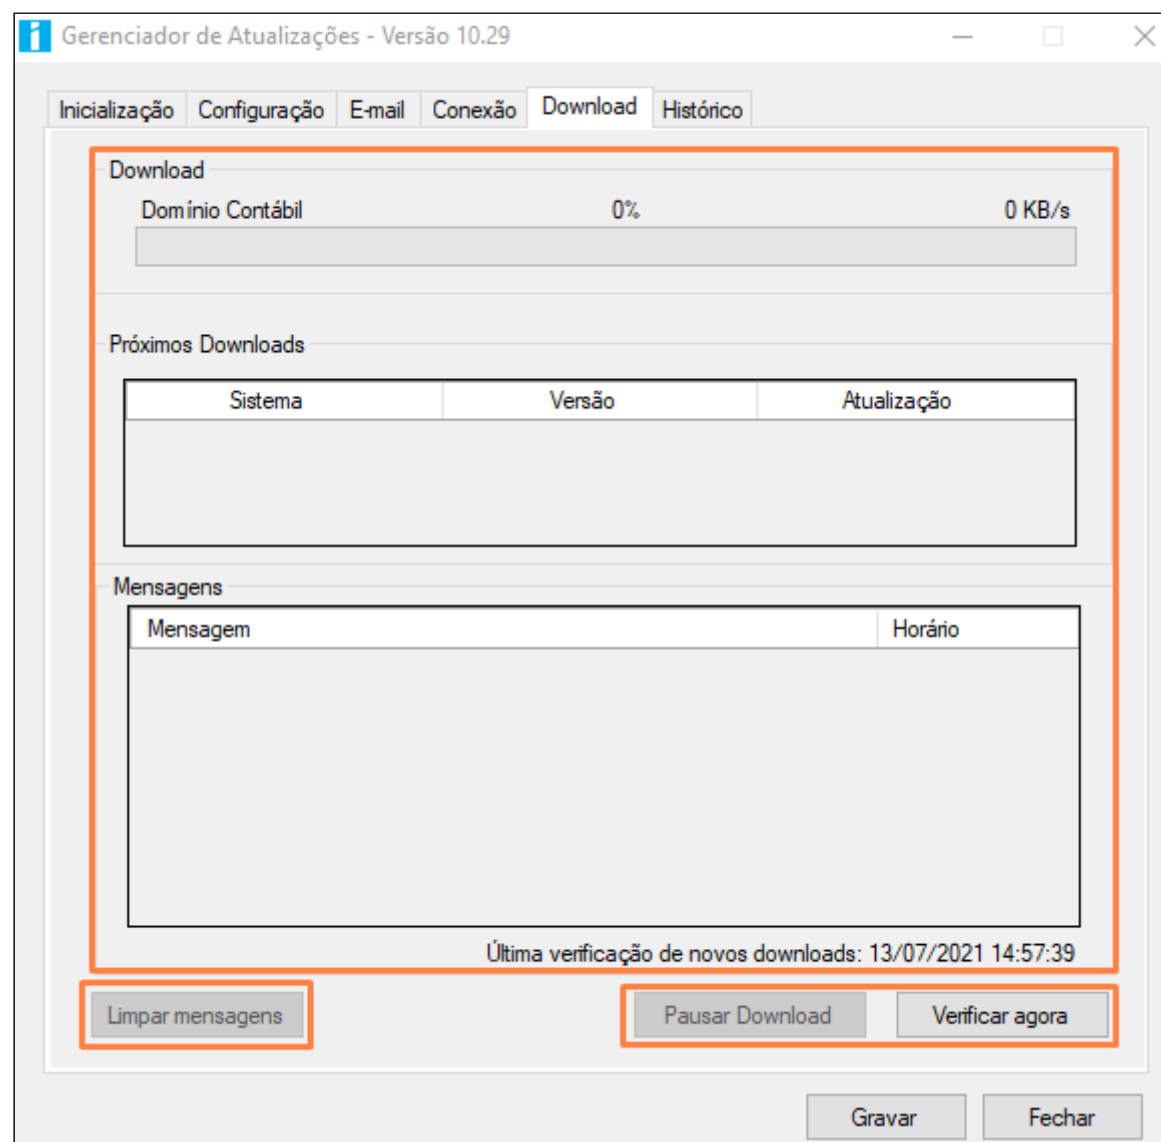 Gerenciador de Atualizações - Versão 10.29
Inicialização Configuração E-mail Conexão Download Histórico
Download
Domínio Contábil 0% 0 KB/s
Próximos Downloads
Sistema Versão Atualização
Mensagens
Mensagem Horário
Última verificação de novos downloads: 13/07/2021 14:57:39
Limpar mensagens Pausar Download Verificar agora
Gravar Fechar